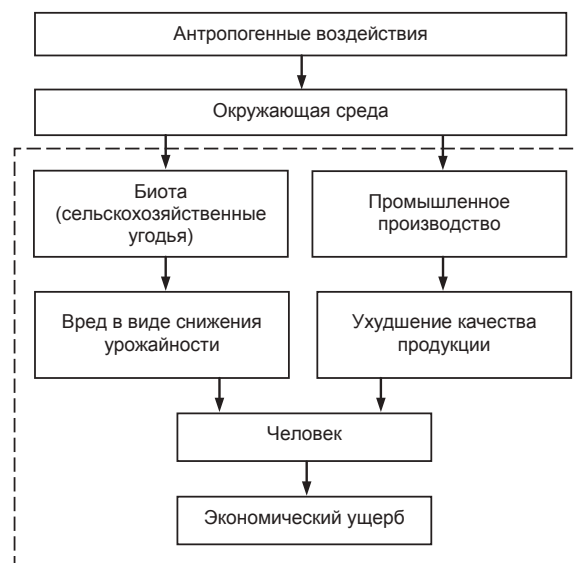 Антропогенные воздействия
Окружающая среда
Биота
(сельскохозяйственные
угодья)
Промышленное
производство
Вред в виде снижения
урожайности
Ухудшение качества
продукции
Человек
Экономический ущерб